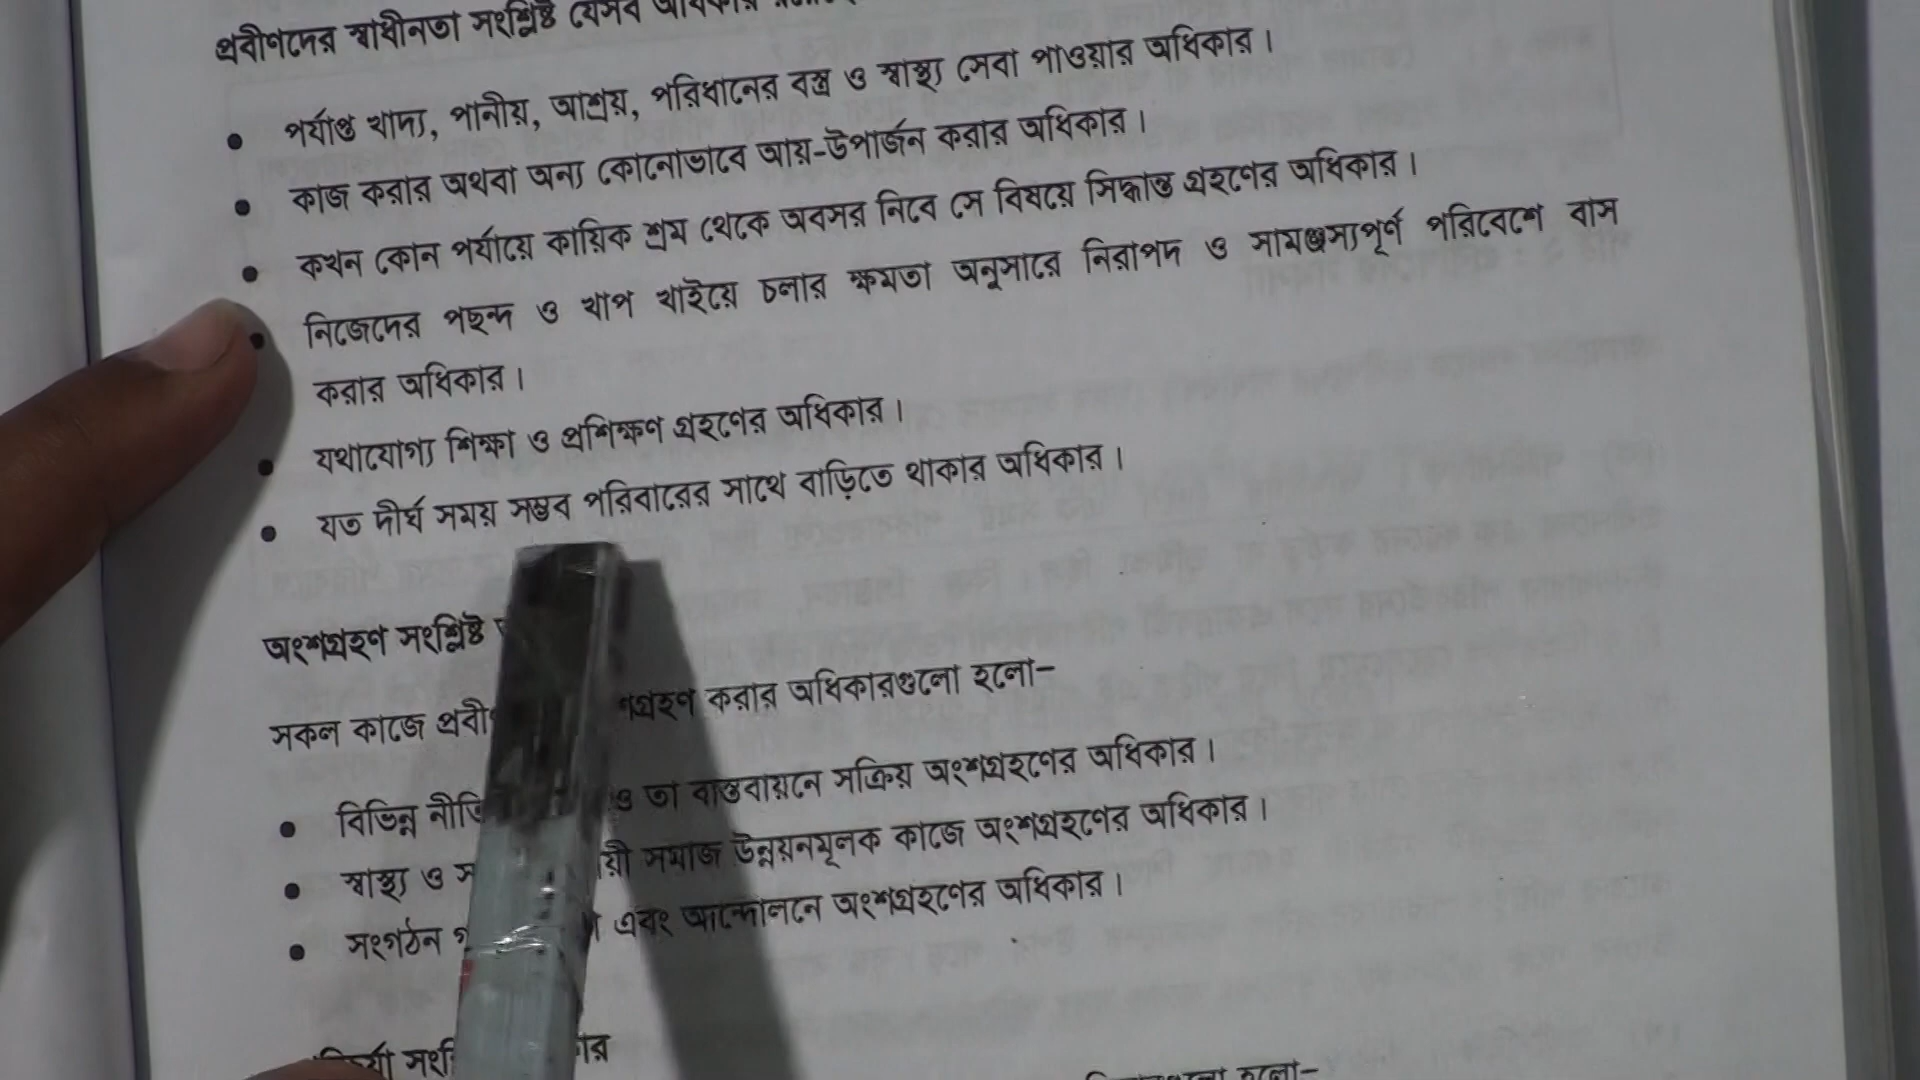 প্রবীণদের স্বাধীনতা সংশ্লিষ্ট যেসব অধিকার
• পর্যাপ্ত খাদ্য, পানীয়, আশ্রয়, পরিধানের বস্ত্র ও স্বাস্থ্য সেবা পাওয়ার অধিকার।
• কাজ করার অথবা অন্য কোনোভাবে আয়-উপার্জন করার অধিকার।
• কখন কোন পর্যায়ে কায়িক শ্রম থেকে অবসর নিবে সে বিষয়ে সিদ্ধান্ত গ্রহণের অধিকার।
• নিজেদের পছন্দ ও খাপ খাইয়ে চলার ক্ষমতা অনুসারে নিরাপদ ও সামঞ্জস্যপূর্ণ পরিবেশে বাস
করার অধিকার।
• যথাযোগ্য শিক্ষা ও প্রশিক্ষণ গ্রহণের অধিকার।
• যত দীর্ঘ সময় সম্ভব পরিবারের সাথে বাড়িতে থাকার অধিকার।
অংশগ্রহণ সংশ্লিষ্ট
সকল কাজে করার অধিকারগুলো হলো–
• বিভিন্ন ও তা বাস্তবায়নে সক্রিয় অংশগ্রহণের অধিকার।
• স্বাস্থ্য ও সমাজ উন্নয়নমূলক কাজে অংশগ্রহণের অধিকার।
• সংগঠন এবং আন্দোলনে অংশগ্রহণের অধিকার।
হলো–